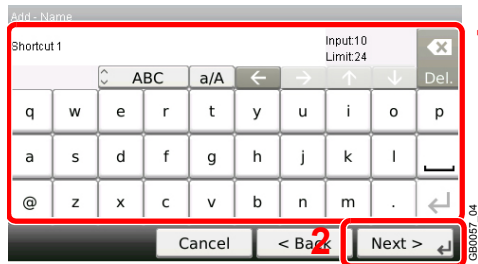 Add - Name
Shortcut 1
Input:10
Limit:24
ABC a/A ← → ↑ ↓ Del.
q w e r t y u i o p
a s d f g h j k l
@ z x c v b n m .
Cancel < Back Next >
2
GB0057_04